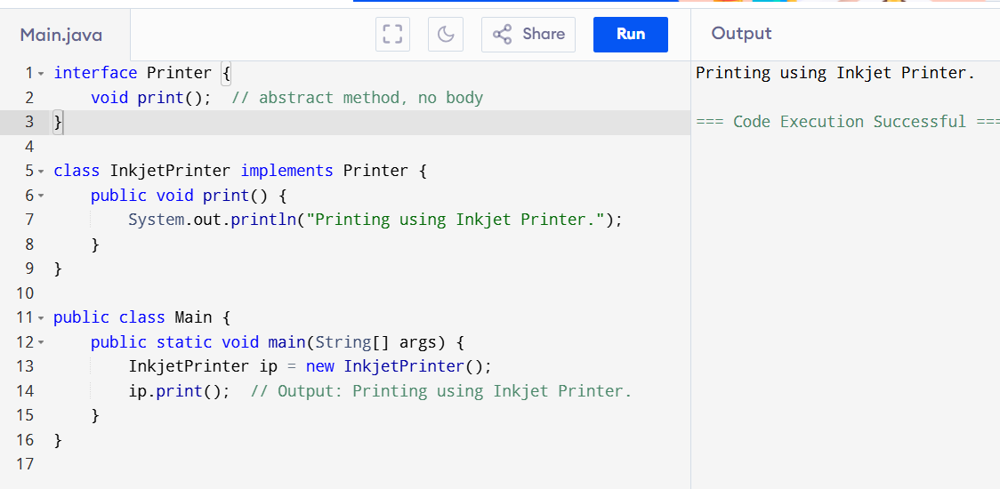 Main.java
Share
Run
Output
1 interface Printer {
2     void print();  // abstract method, no body
3 }
4
5 class InkjetPrinter implements Printer {
6     public void print() {
7         System.out.println("Printing using Inkjet Printer.");
8     }
9 }
10
11 public class Main {
12     public static void main(String[] args) {
13         InkjetPrinter ip = new InkjetPrinter();
14         ip.print();  // Output: Printing using Inkjet Printer.
15     }
16 }
17
Printing using Inkjet Printer.
=== Code Execution Successful ===